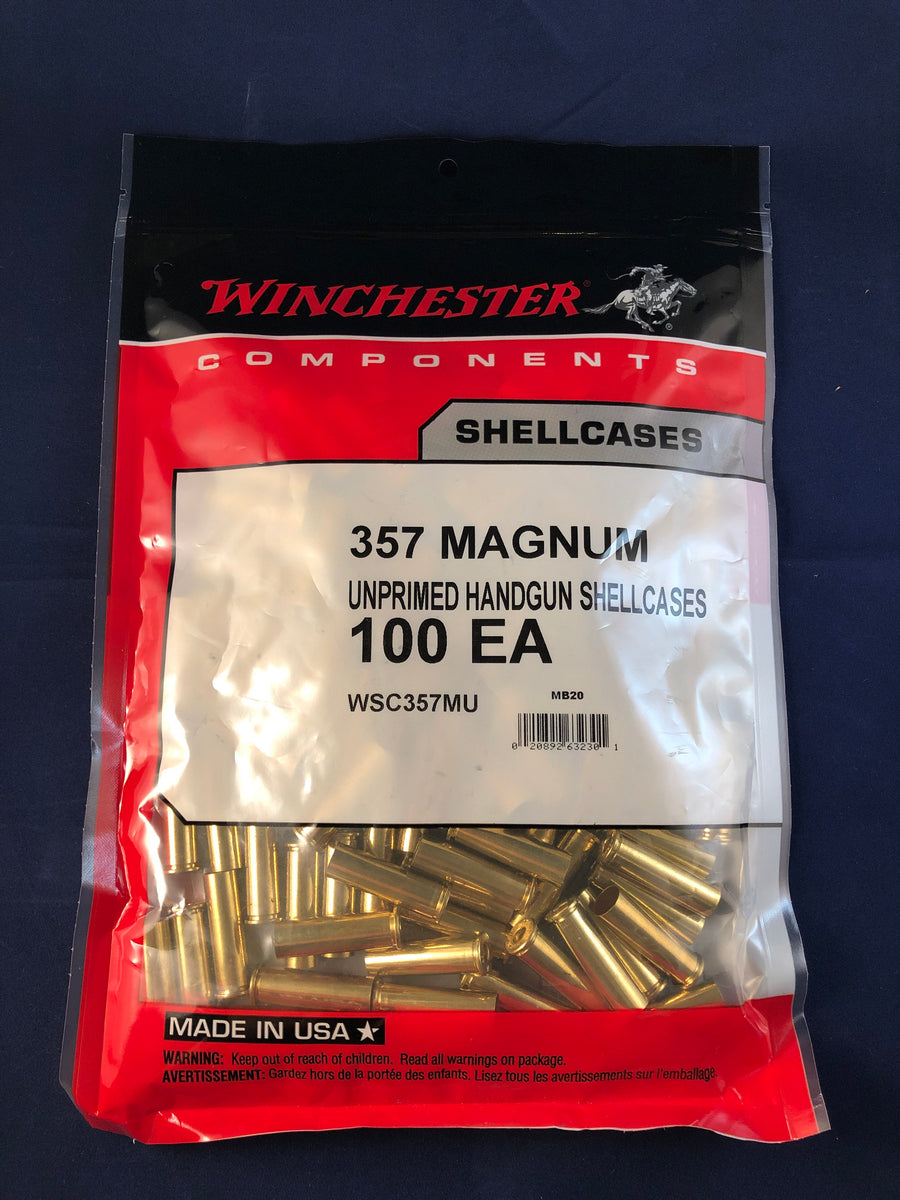 WINCHESTER®
COMPONENTS
SHELLCASES
357 MAGNUM
UNPRIMED HANDGUN SHELLCASES
100 EA
WSC357MU
MB20
0 20892 63230 1
MADE IN USA
WARNING: Keep out of reach of children. Read all warnings on package.
AVERTISSEMENT: Gardez hors de la portée des enfants. Lisez tous les avertissements sur l'emballage.